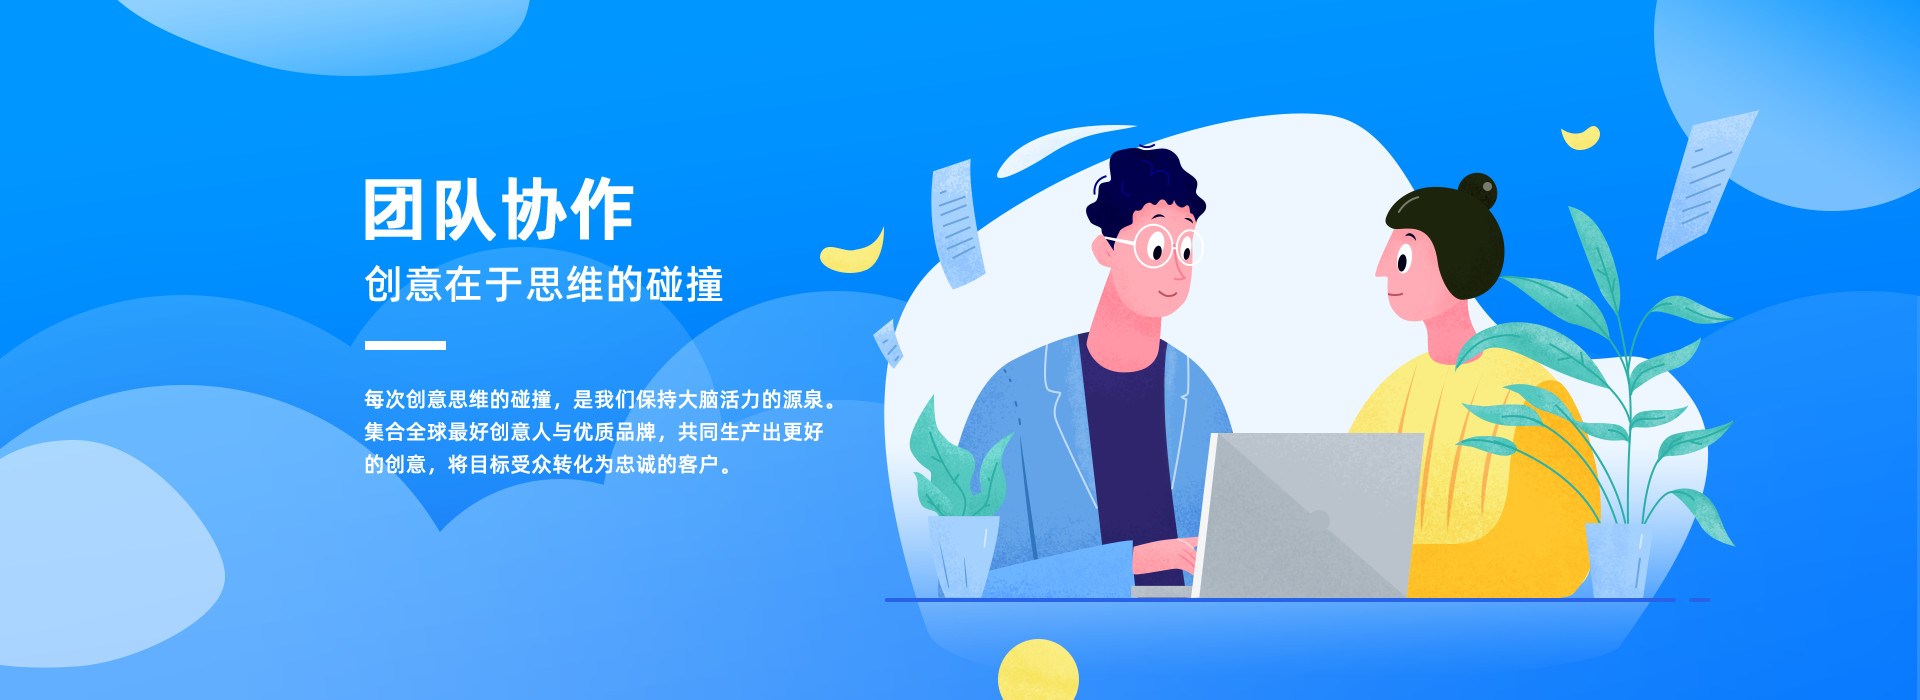 团队协作
创意在于思维的碰撞
每次创意思维的碰撞，是我们保持大脑活力的源泉。
集合全球最好创意人与优质品牌，共同生产出更好
的创意，将目标受众转化为忠诚的客户。